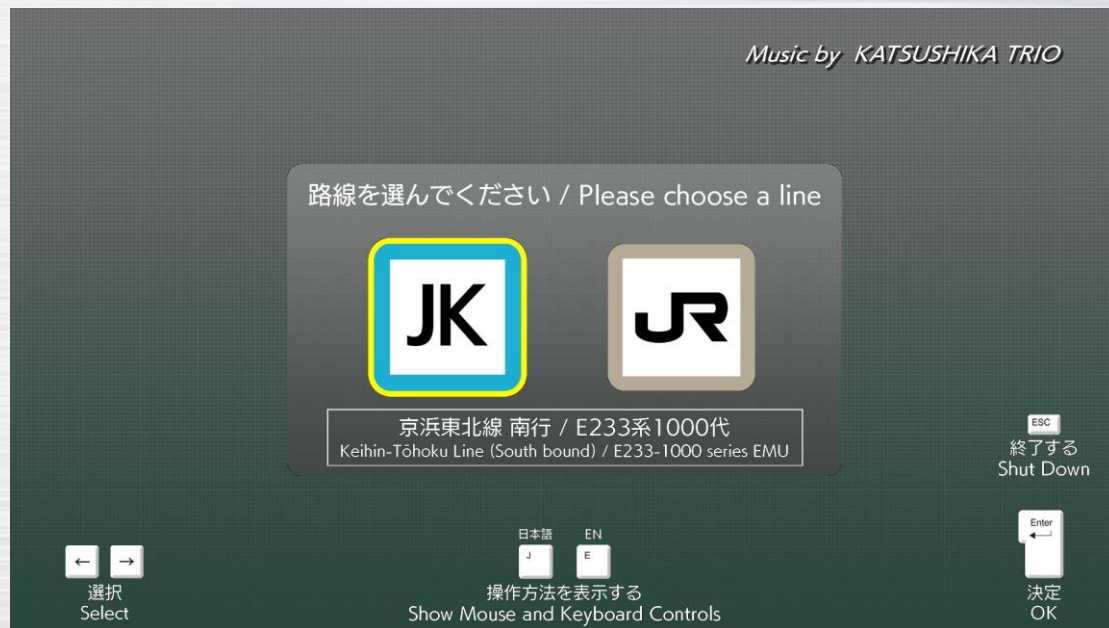 Music by KATSUSHIKA TRIO
路線を選んでください / Please choose a line
JK
JR
京浜東北線 南行 / E233系1000代
Keihin-Tōhoku Line (South bound) / E233-1000 series EMU
ESC
終了する
Shut Down
← →
選択
Select
日本語 EN
J E
操作方法を表示する
Show Mouse and Keyboard Controls
Enter
決定
OK